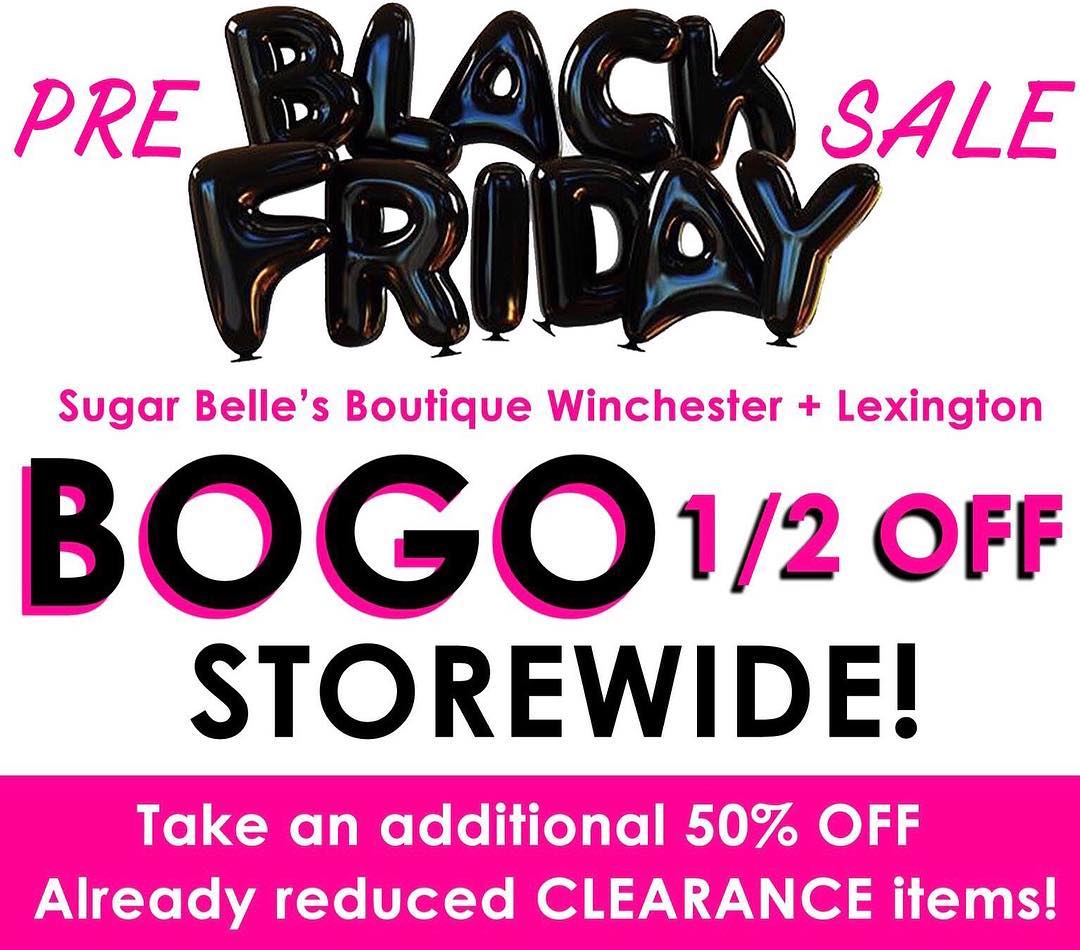 PRE BLACK SALE
FRIDAY
Sugar Belle's Boutique Winchester + Lexington
BOGO 1/2 OFF
STOREWIDE!
Take an additional 50% OFF
Already reduced CLEARANCE items!